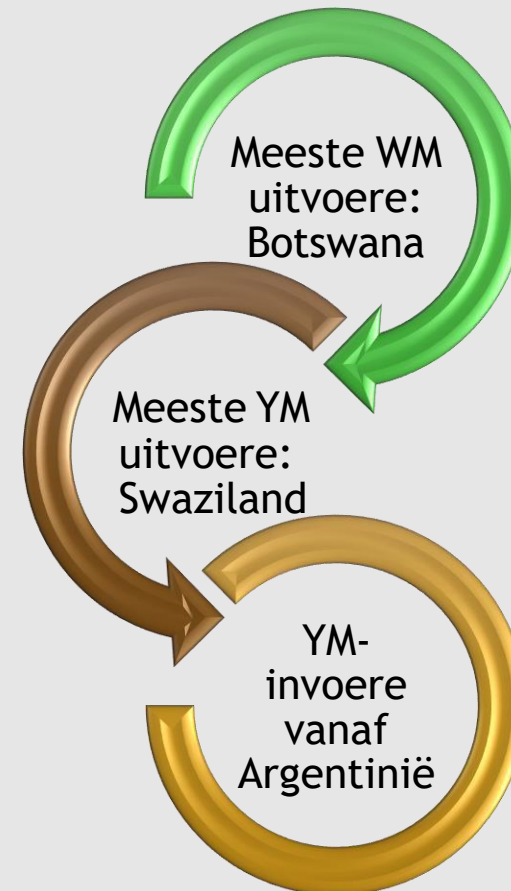 Meeste WM
uitvoere:
Botswana
Meeste YM
uitvoere:
Swaziland
YM-
invoere
vanaf
Argentinië